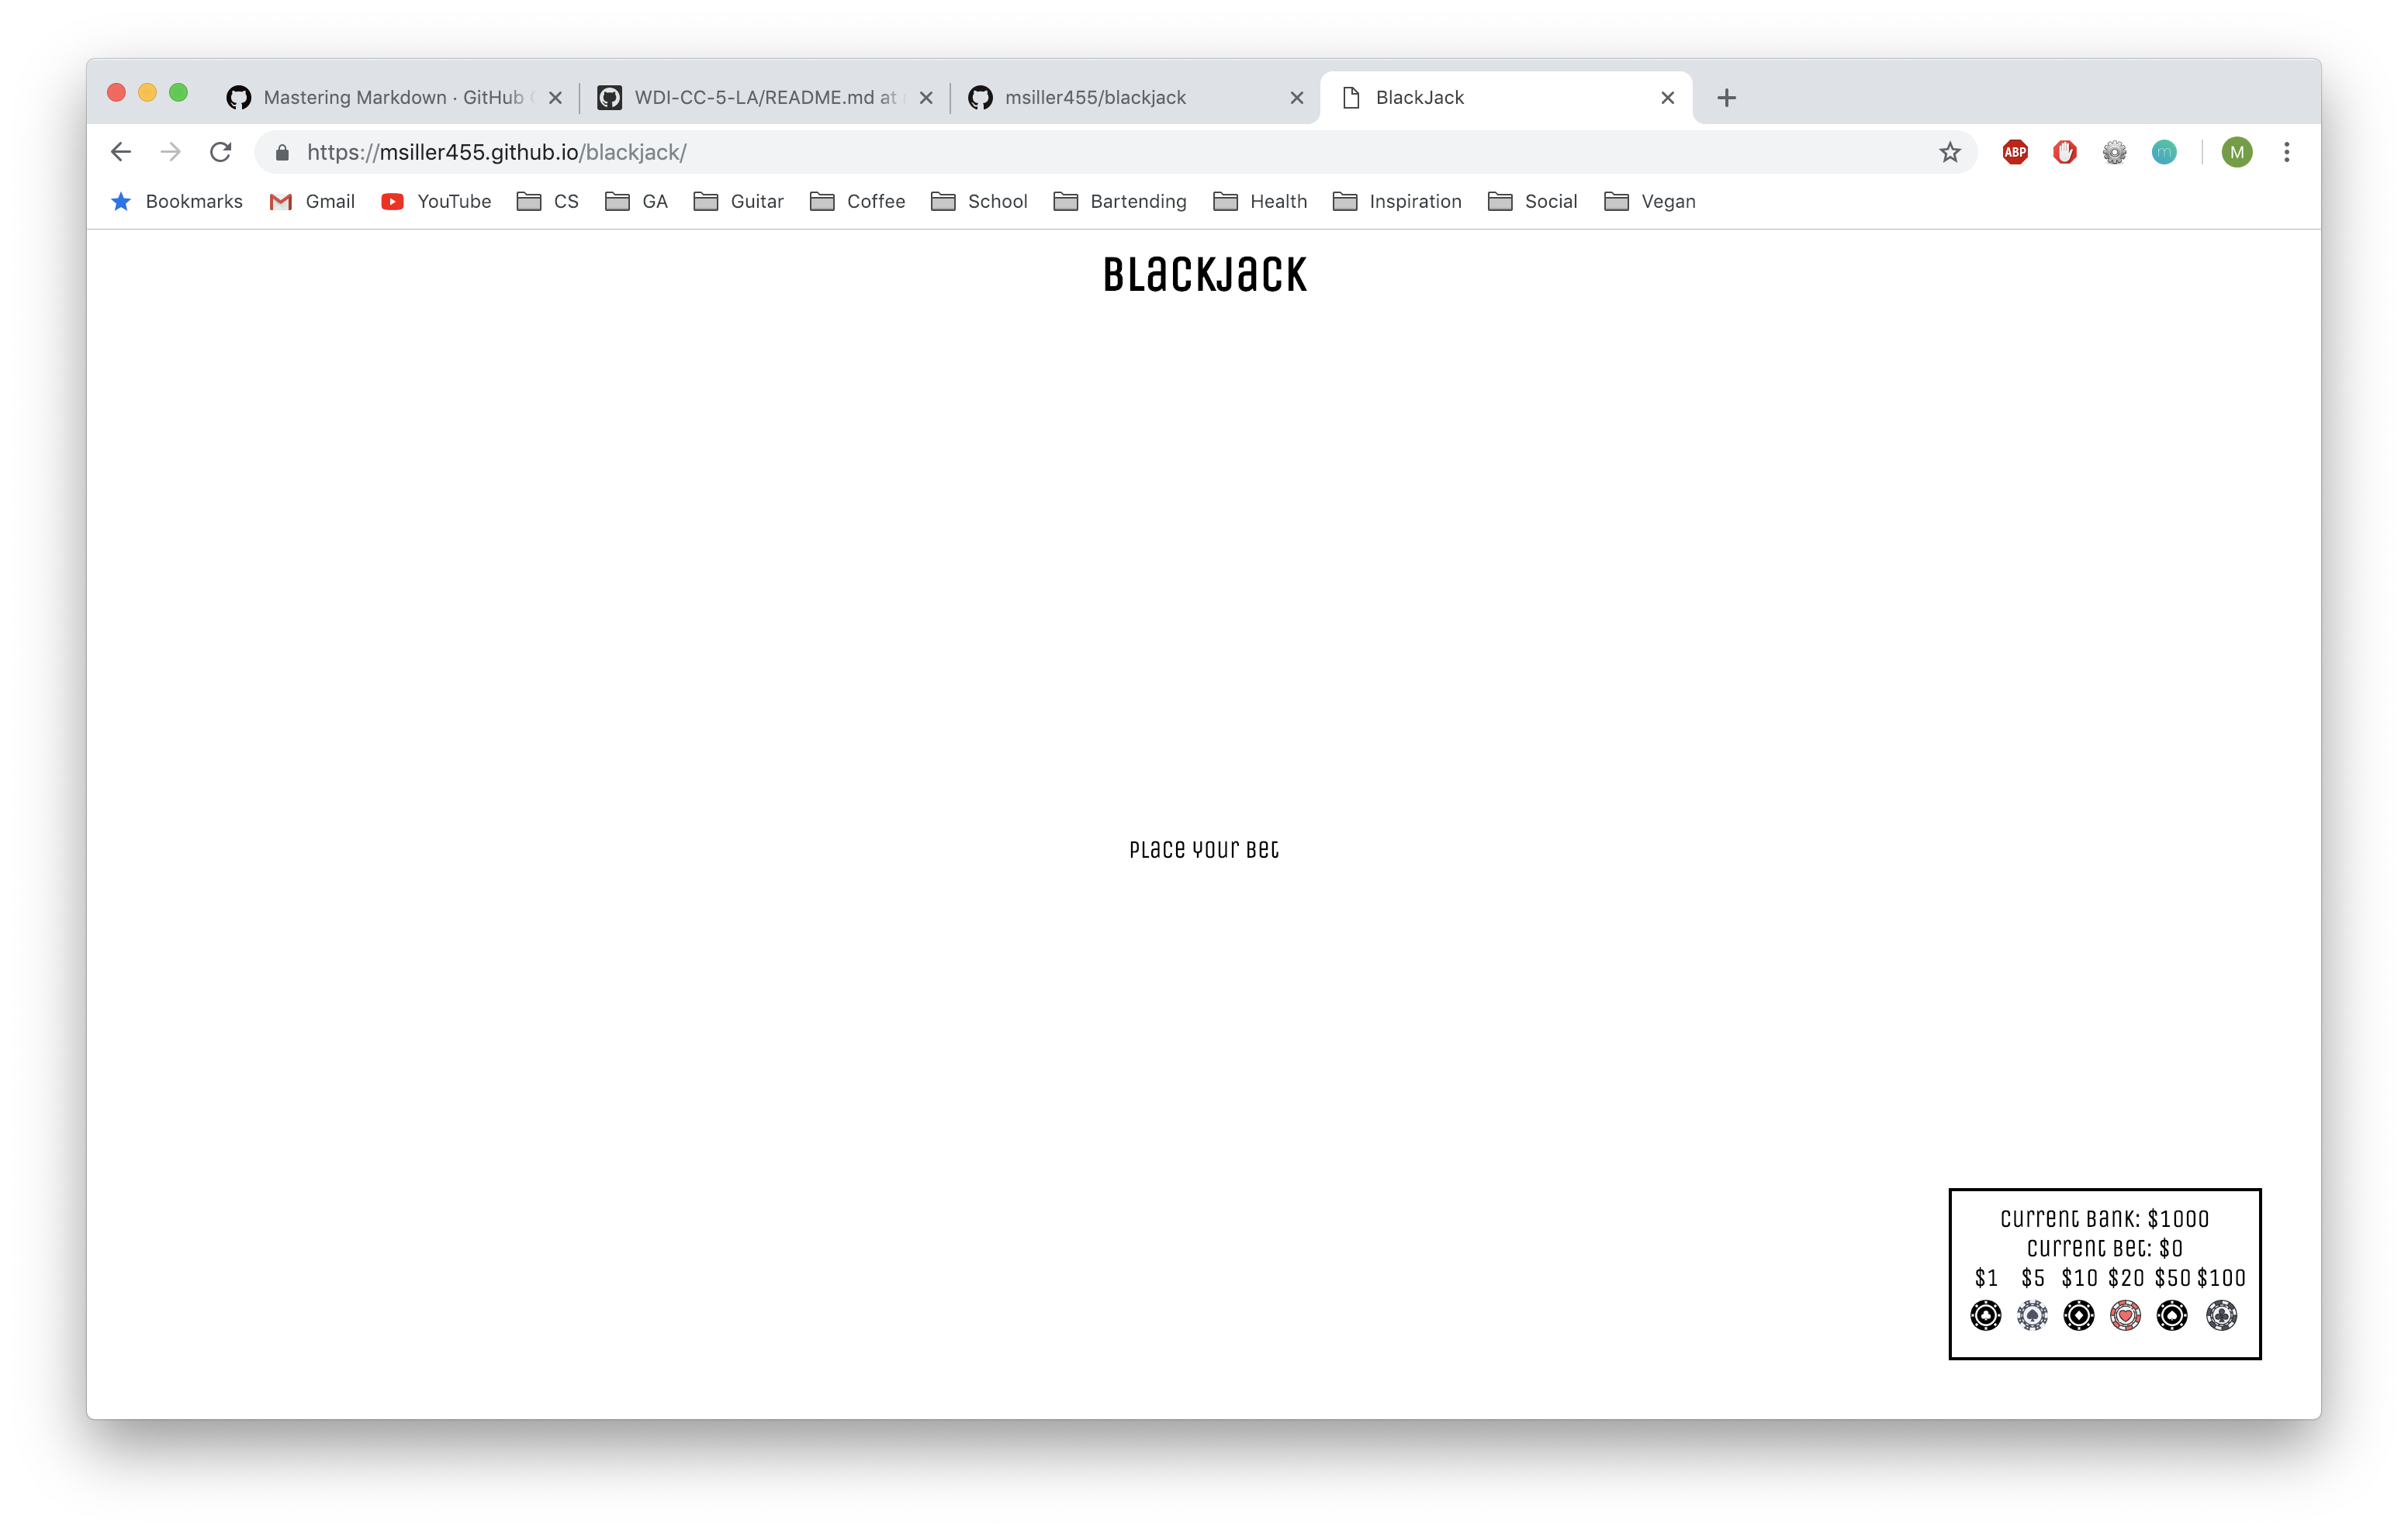 Mastering Markdown · GitHub
WDI-CC-5-LA/README.md at
msiller455/blackjack
BlackJack
https://msiller455.github.io/blackjack/
ABP
m
M
Bookmarks
Gmail
YouTube
CS
GA
Guitar
Coffee
School
Bartending
Health
Inspiration
Social
Vegan
BlackJack
Place Your Bet
Current Bank: $1000
Current Bet: $0
$1 $5 $10 $20 $50 $100